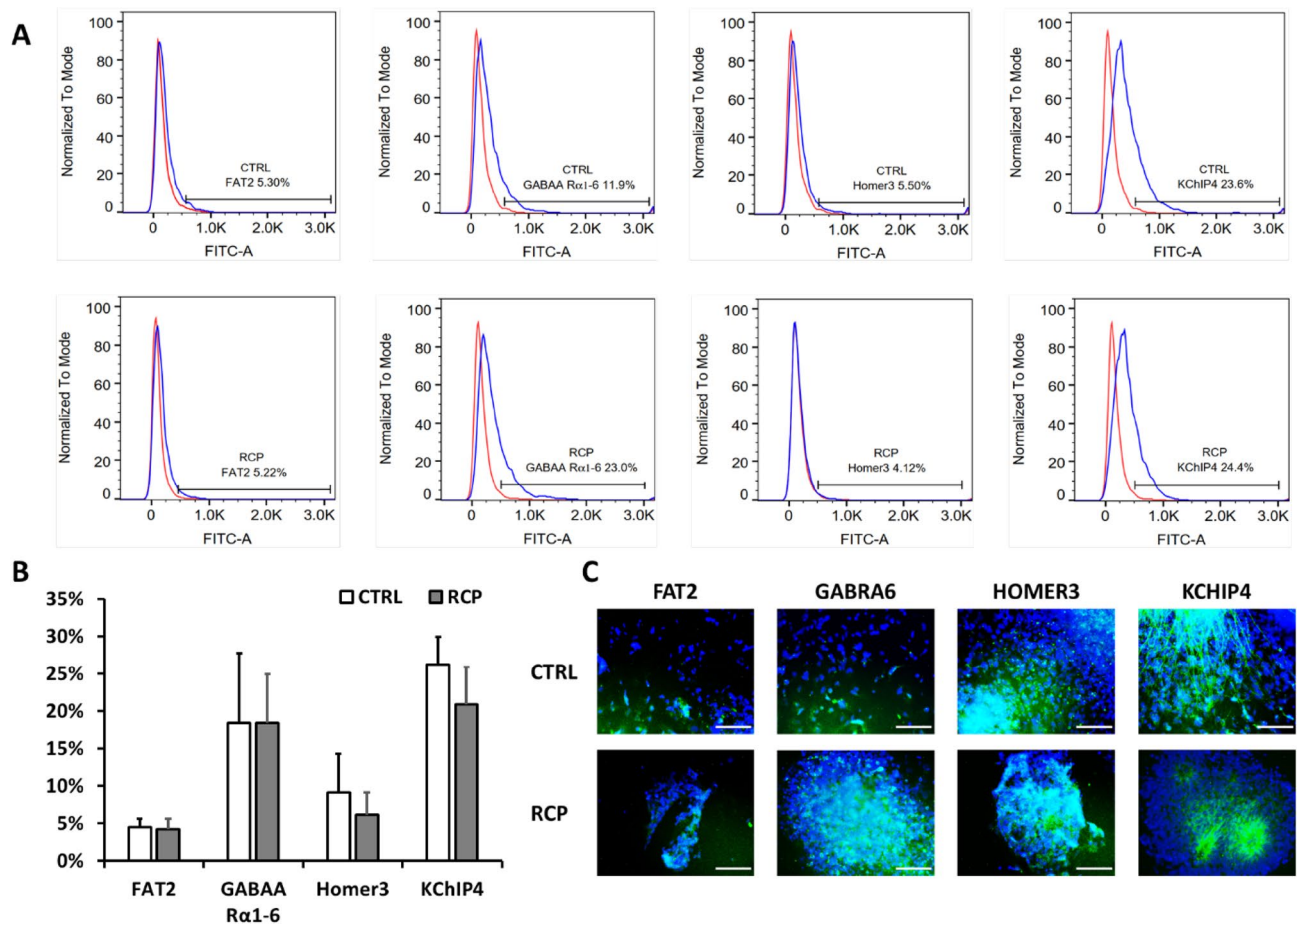 A
Normalized To Mode
100
80
60
40
20
0
CTRL
FAT2 5.30%
0
1.0K
2.0K
3.0K
FITC-A
Normalized To Mode
100
80
60
40
20
0
CTRL
GABAA Rα1-6 11.9%
0
1.0K
2.0K
3.0K
FITC-A
Normalized To Mode
100
80
60
40
20
0
CTRL
Homer3 5.50%
0
1.0K
2.0K
3.0K
FITC-A
Normalized To Mode
100
80
60
40
20
0
CTRL
KChIP4 23.6%
0
1.0K
2.0K
3.0K
FITC-A
Normalized To Mode
100
80
60
40
20
0
RCP
FAT2 5.22%
0
1.0K
2.0K
3.0K
FITC-A
Normalized To Mode
100
80
60
40
20
0
RCP
GABAA Rα1-6 23.0%
0
1.0K
2.0K
3.0K
FITC-A
Normalized To Mode
100
80
60
40
20
0
RCP
Homer3 4.12%
0
1.0K
2.0K
3.0K
FITC-A
Normalized To Mode
100
80
60
40
20
0
RCP
KChIP4 24.4%
0
1.0K
2.0K
3.0K
FITC-A
B
35%
30%
25%
20%
15%
10%
5%
0%
CTRL RCP
FAT2
GABAA
Rα1-6
Homer3
KChIP4
C
FAT2 GABRA6 HOMER3 KCHIP4
CTRL
RCP